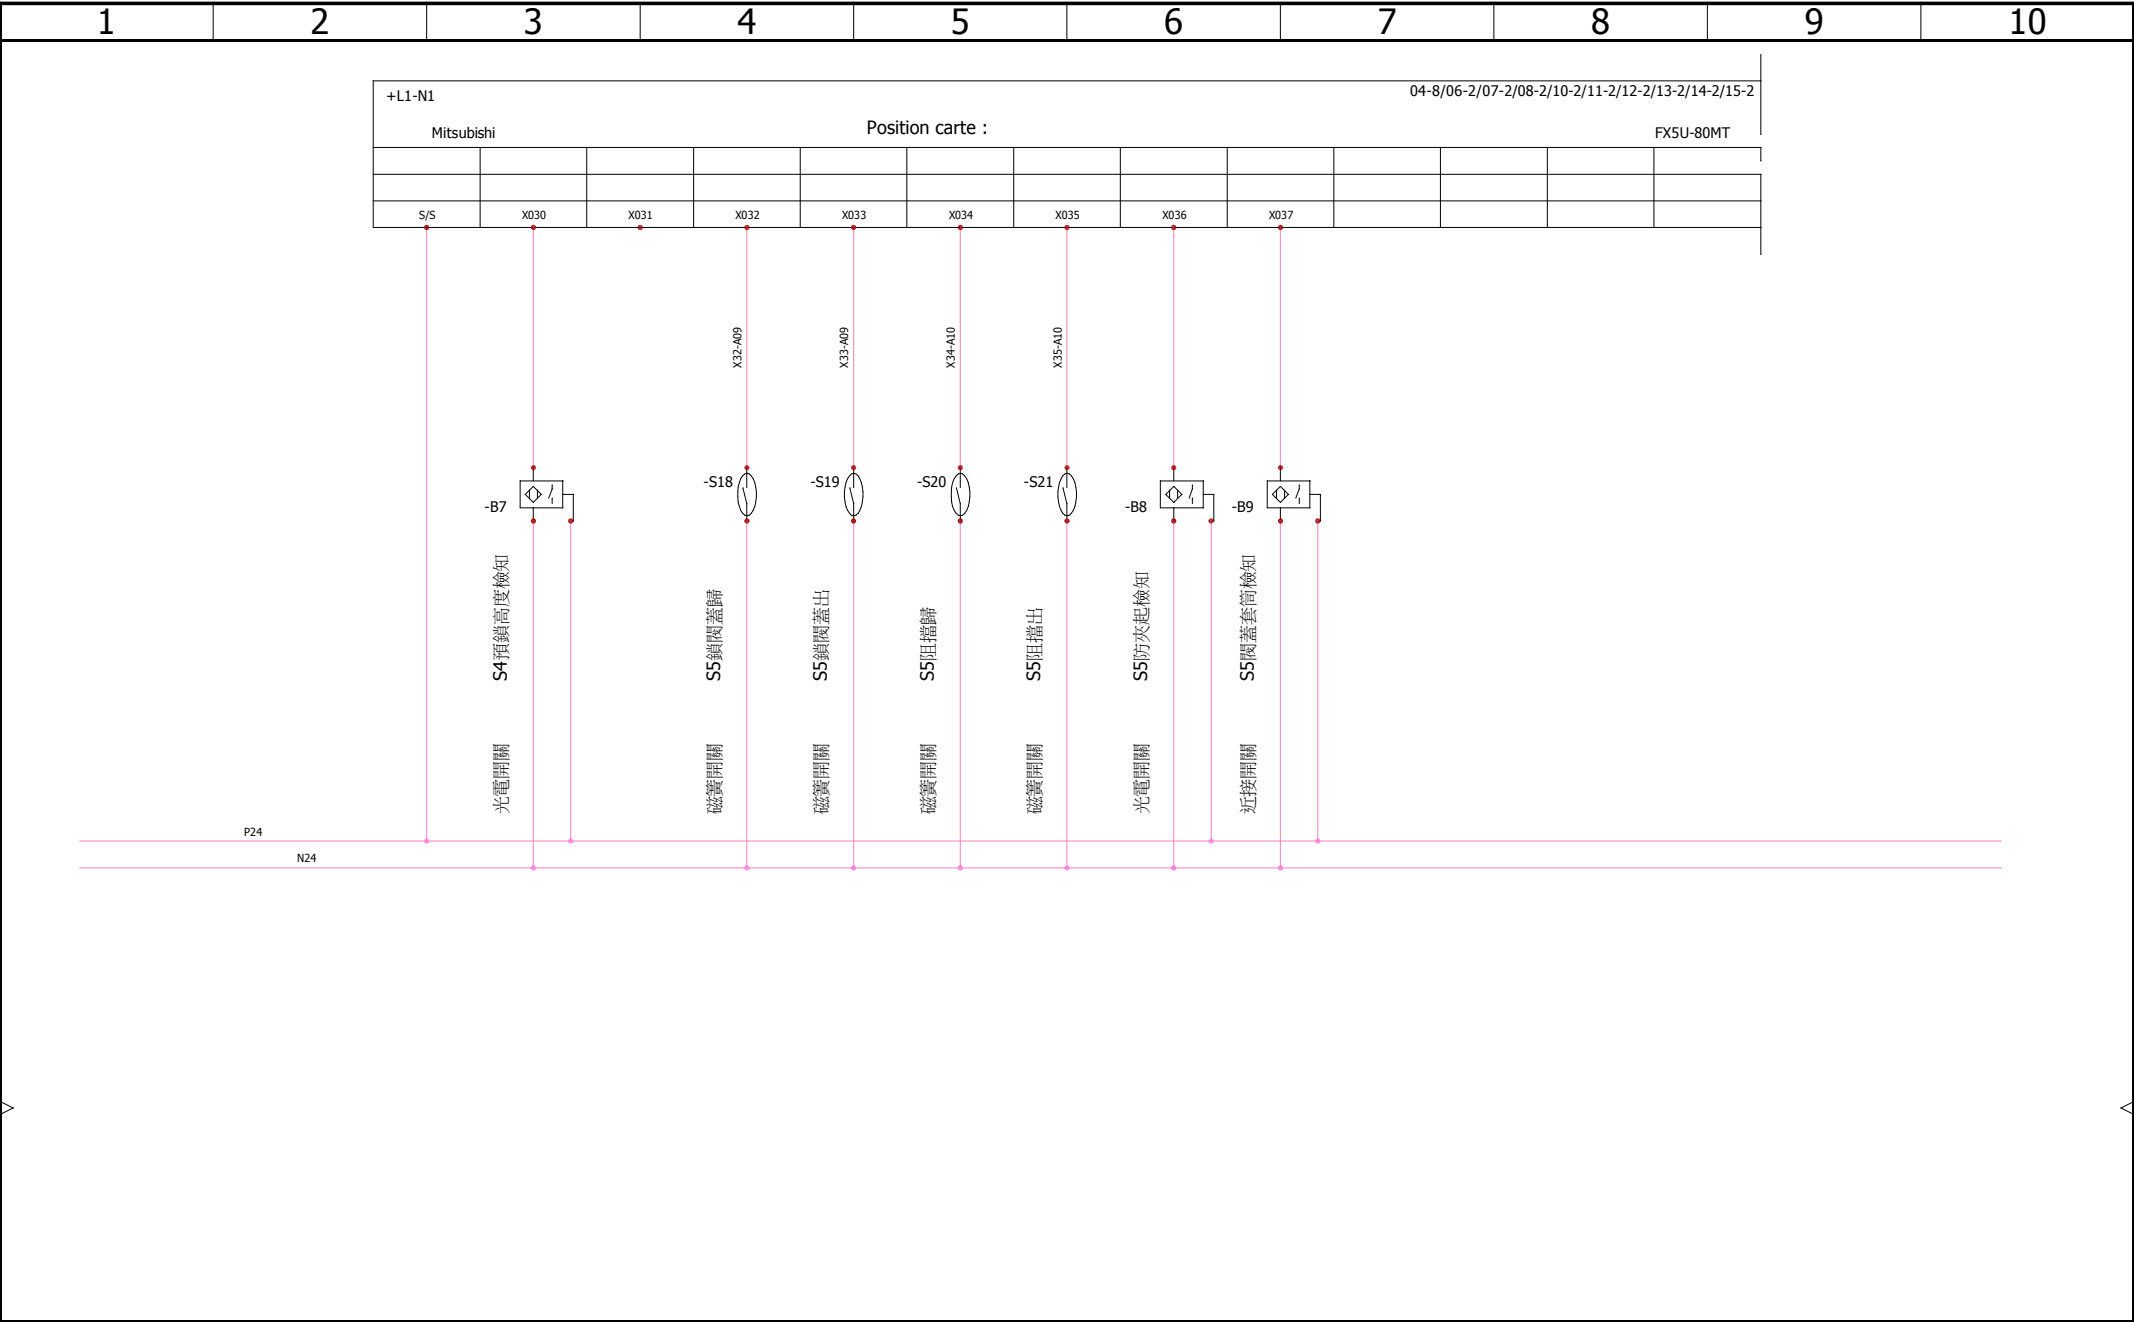 1 2 3 4 5 6 7 8 9 10
+L1-N1 04-8/06-2/07-2/08-2/10-2/11-2/12-2/13-2/14-2/15-2
Mitsubishi Position carte : FX5U-80MT
S/S X030 X031 X032 X033 X034 X035 X036 X037
X32-A09
X33-A09
X34-A10
X35-A10
-B7
-S18
-S19
-S20
-S21
-B8
-B9
S4預鎖高度檢知
S5鎖閥蓋歸
S5鎖閥蓋出
S5阻擋歸
S5阻擋出
S5防夾起檢知
S5閥蓋套筒檢知
光電開關
磁簧開關
磁簧開關
磁簧開關
磁簧開關
光電開關
近接開關
P24
N24